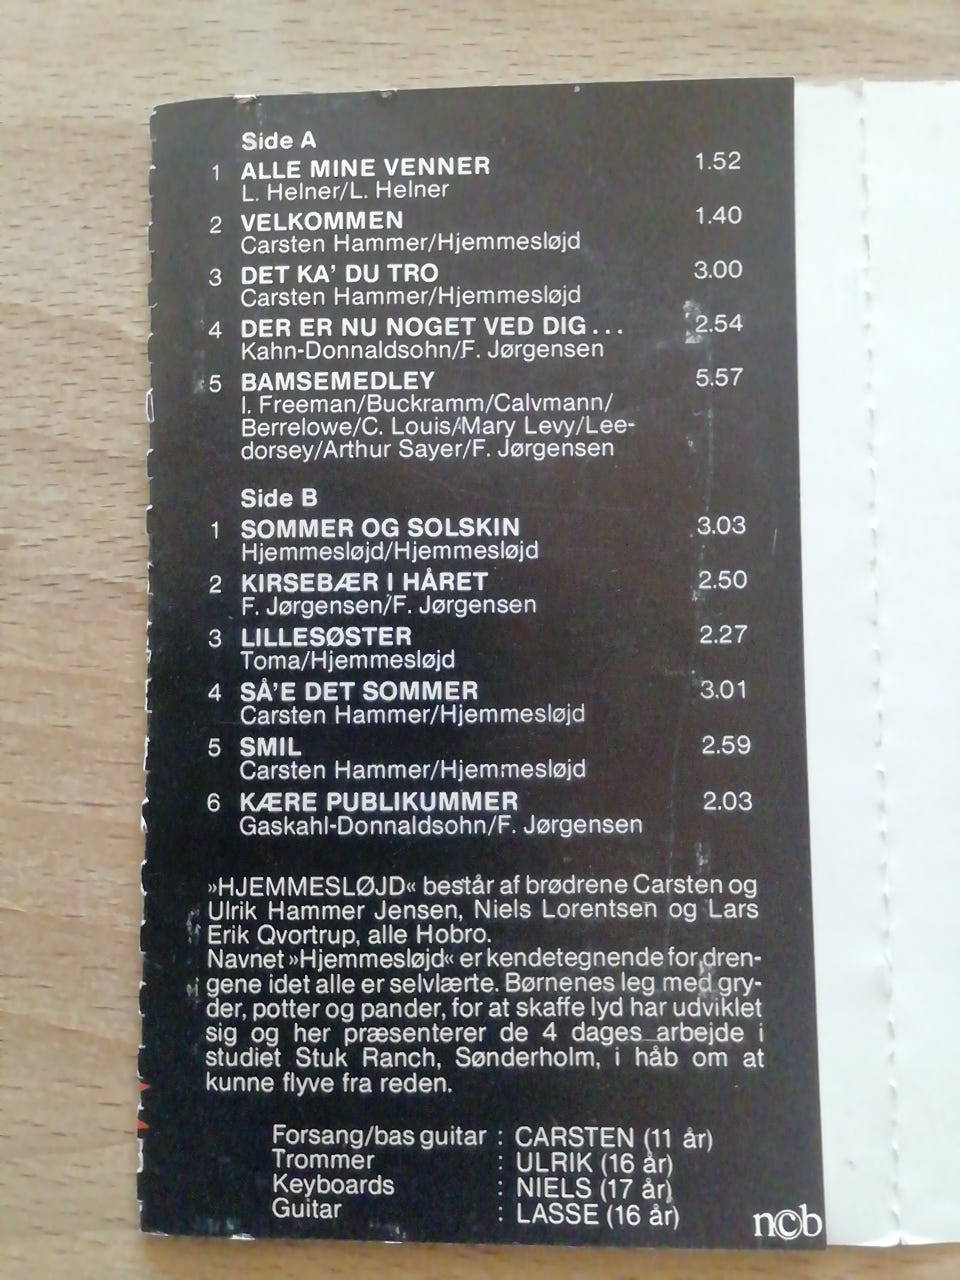 Side A
1 ALLE MINE VENNER 1.52
L. Helner/L. Helner
2 VELKOMMEN 1.40
Carsten Hammer/Hjemmesløjd
3 DET KA' DU TRO 3.00
Carsten Hammer/Hjemmesløjd
4 DER ER NU NOGET VED DIG... 2.54
Kahn-Donnaldsohn/F. Jørgensen
5 BAMSEMEDLEY 5.57
I. Freeman/Buckramm/Calvmann/
Berrelowe/C. Louis/Mary Levy/Lee-
dorsey/Arthur Sayer/F. Jørgensen
Side B
1 SOMMER OG SOLSKIN 3.03
Hjemmesløjd/Hjemmesløjd
2 KIRSEBÆR I HÅRET 2.50
F. Jørgensen/F. Jørgensen
3 LILLESØSTER 2.27
Toma/Hjemmesløjd
4 SÅ'E DET SOMMER 3.01
Carsten Hammer/Hjemmesløjd
5 SMIL 2.59
Carsten Hammer/Hjemmesløjd
6 KÆRE PUBLIKUMMER 2.03
Gaskahl-Donnaldsohn/F. Jørgensen
»HJEMMESLØJD« består af brødrene Carsten og
Ulrik Hammer Jensen, Niels Lorentsen og Lars
Erik Qvortrup, alle Hobro.
Navnet »Hjemmesløjd« er kendetegnende for dren-
gene idet alle er selvlærte. Børnenes leg med gry-
der, potter og pander, for at skaffe lyd har udviklet
sig og her præsenterer de 4 dages arbejde i
studiet Stuk Ranch, Sønderholm, i håb om at
kunne flyve fra reden.
Forsang/bas guitar : CARSTEN (11 år)
Trommer : ULRIK (16 år)
Keyboards : NIELS (17 år)
Guitar : LASSE (16 år)
n©b